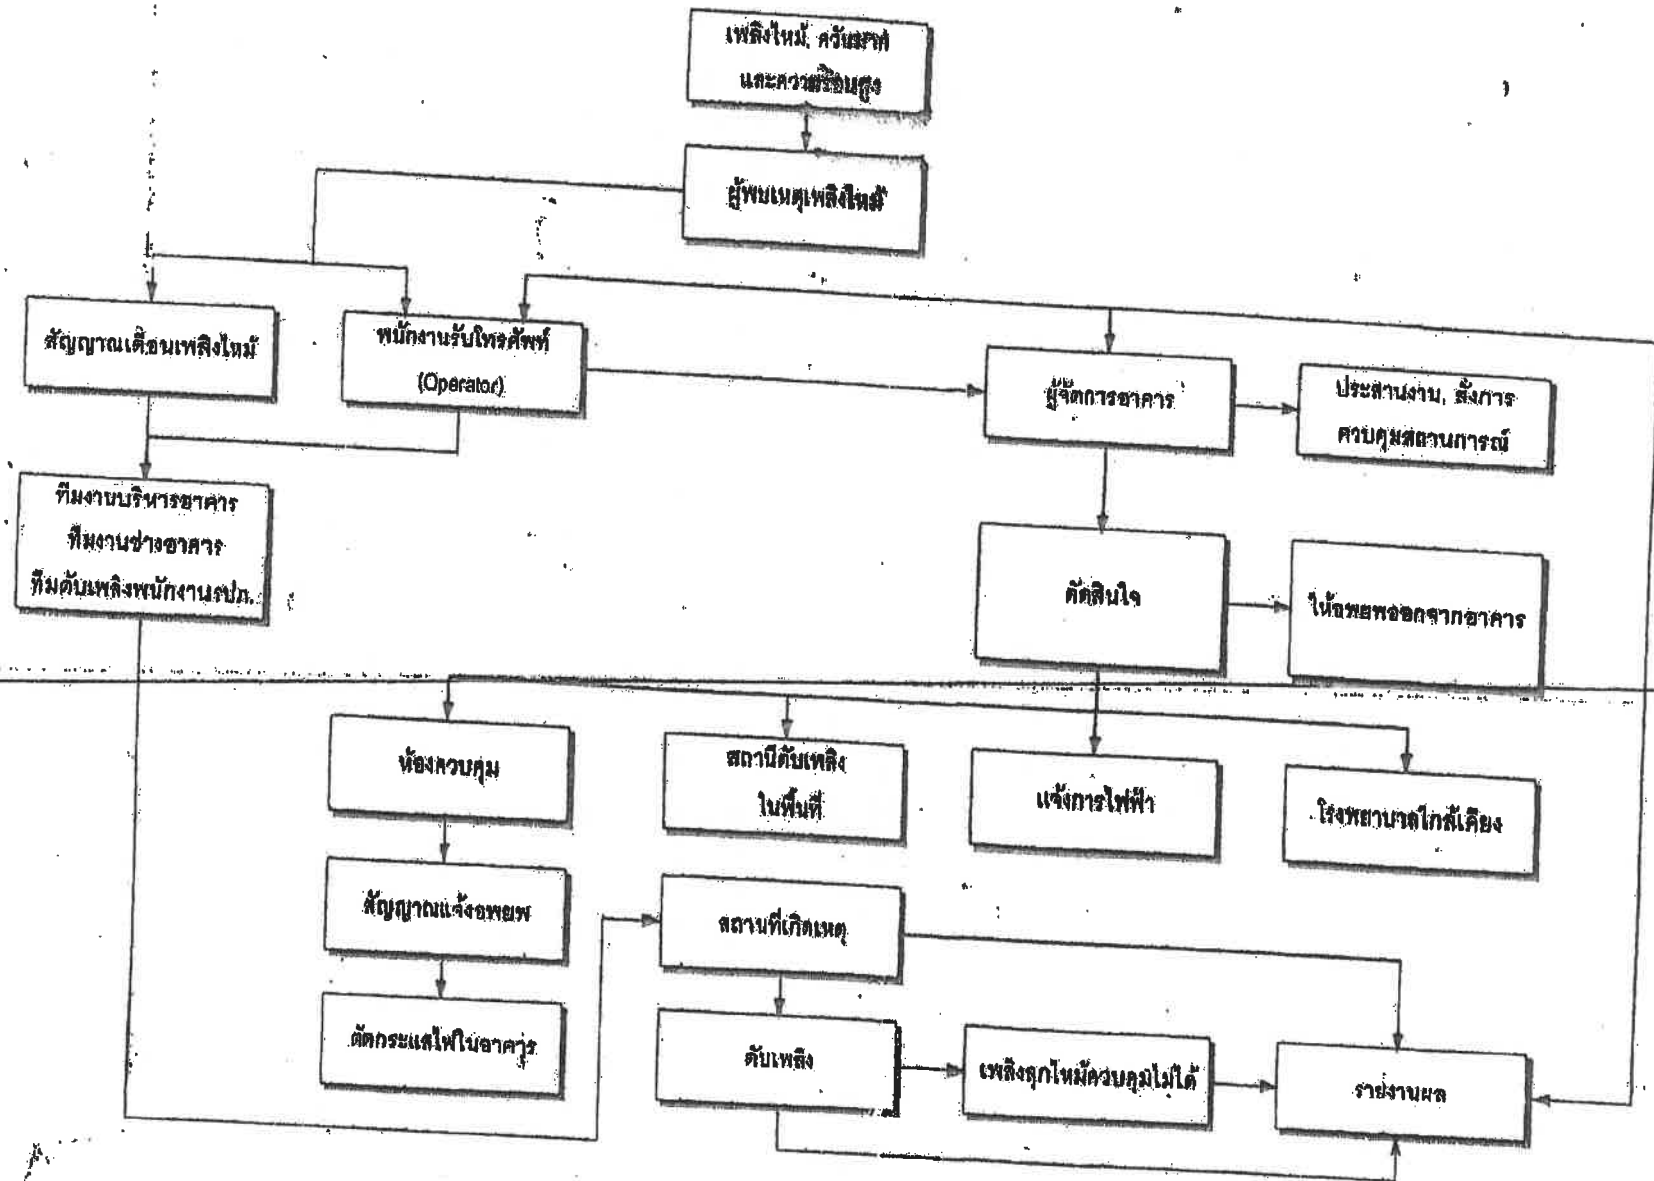 เพลิงไหม้, ควันมาก
และความร้อนสูง
ผู้พบเหตุเพลิงไหม้
สัญญาณเตือนเพลิงไหม้
พนักงานรับโทรศัพท์
(Operator)
ผู้จัดการอาคาร
ประสานงาน, สั่งการ
ควบคุมสถานการณ์
ทีมงานบริหารอาคาร
ทีมงานช่างอาคาร
ทีมดับเพลิงพนักงานรปภ.
ตัดสินใจ
ให้อพยพออกจากอาคาร
ห้องควบคุม
สถานีดับเพลิง
ในพื้นที่
แจ้งการไฟฟ้า
โรงพยาบาลใกล้เคียง
สัญญาณแจ้งอพยพ
สถานที่เกิดเหตุ
ตัดกระแสไฟในอาคาร
ดับเพลิง
เพลิงลุกไหม้ควบคุมไม่ได้
รายงานผล